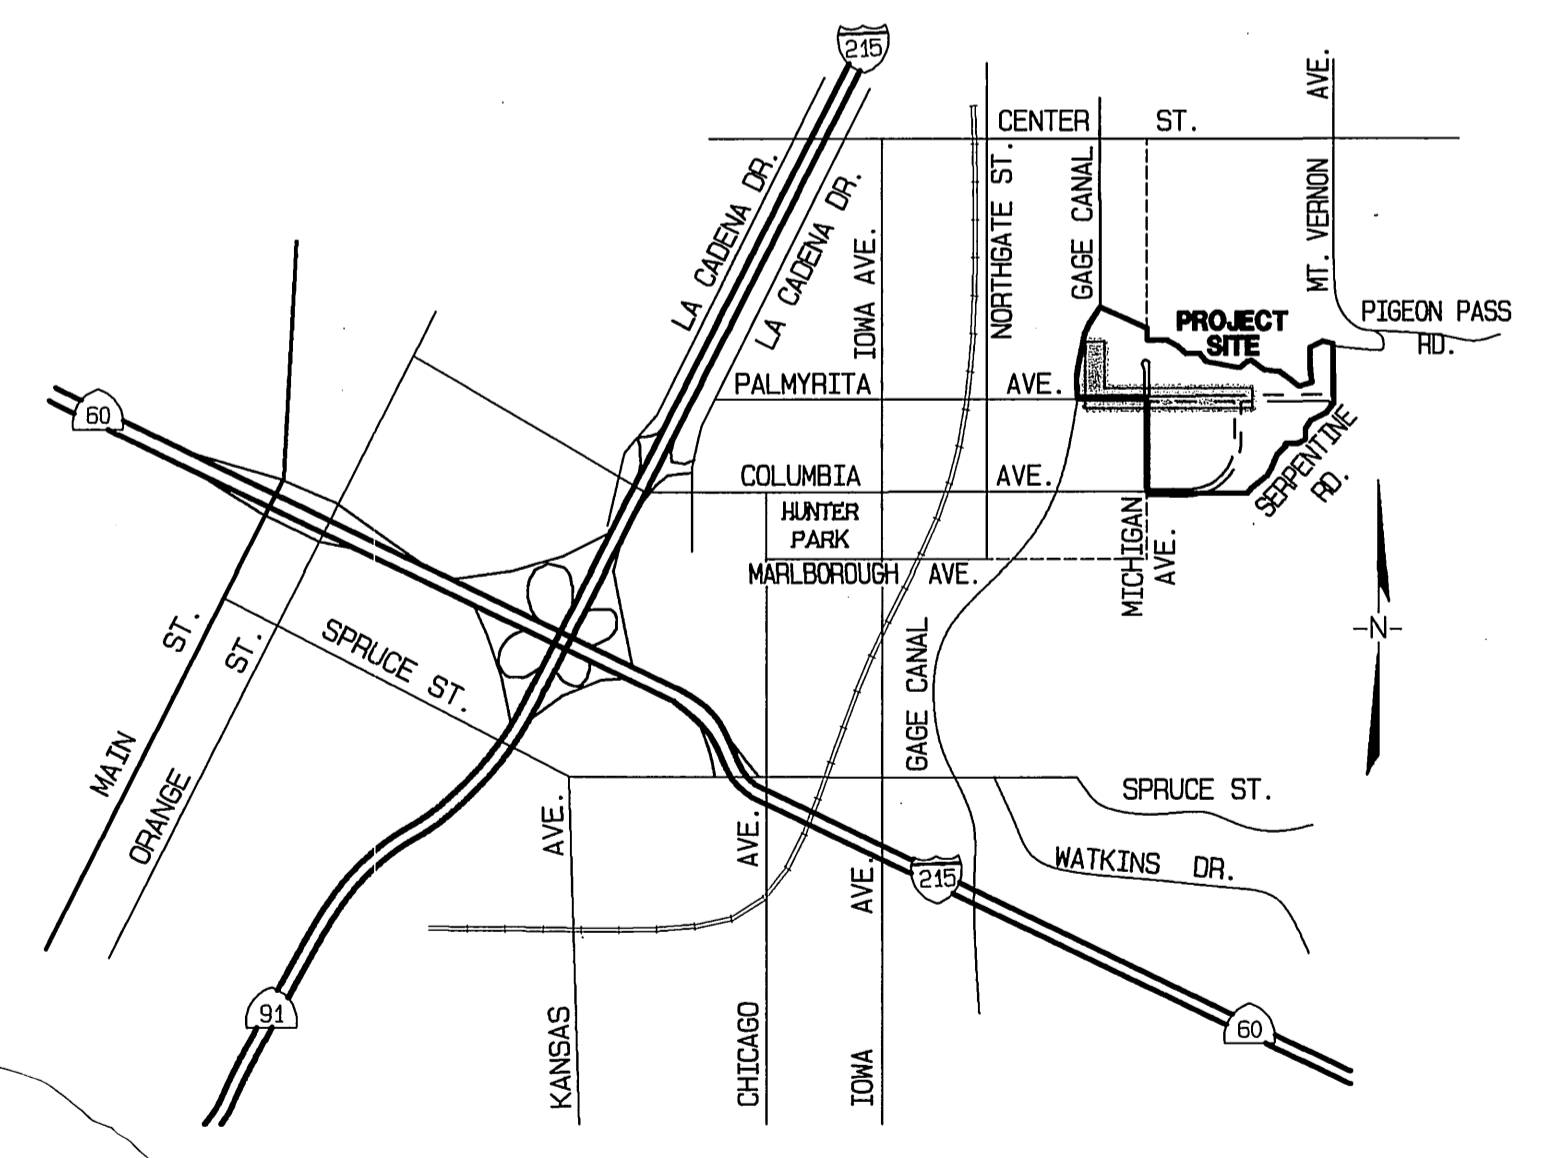 215
CENTER ST.
MT. VERNON AVE.
LA CADENA DR.
LA CADENA DR.
IOWA AVE.
NORTHGATE ST.
GAGE CANAL
PROJECT
SITE
PIGEON PASS
RD.
60
PALMYRITA AVE.
COLUMBIA AVE.
SERPENTINE
RD.
HUNTER
PARK
MARLBOROUGH AVE.
MICHIGAN
AVE.
-N-
MAIN ST.
ORANGE ST.
SPRUCE ST.
GAGE CANAL
SPRUCE ST.
WATKINS DR.
215
91
60
KANSAS AVE.
CHICAGO AVE.
IOWA AVE.